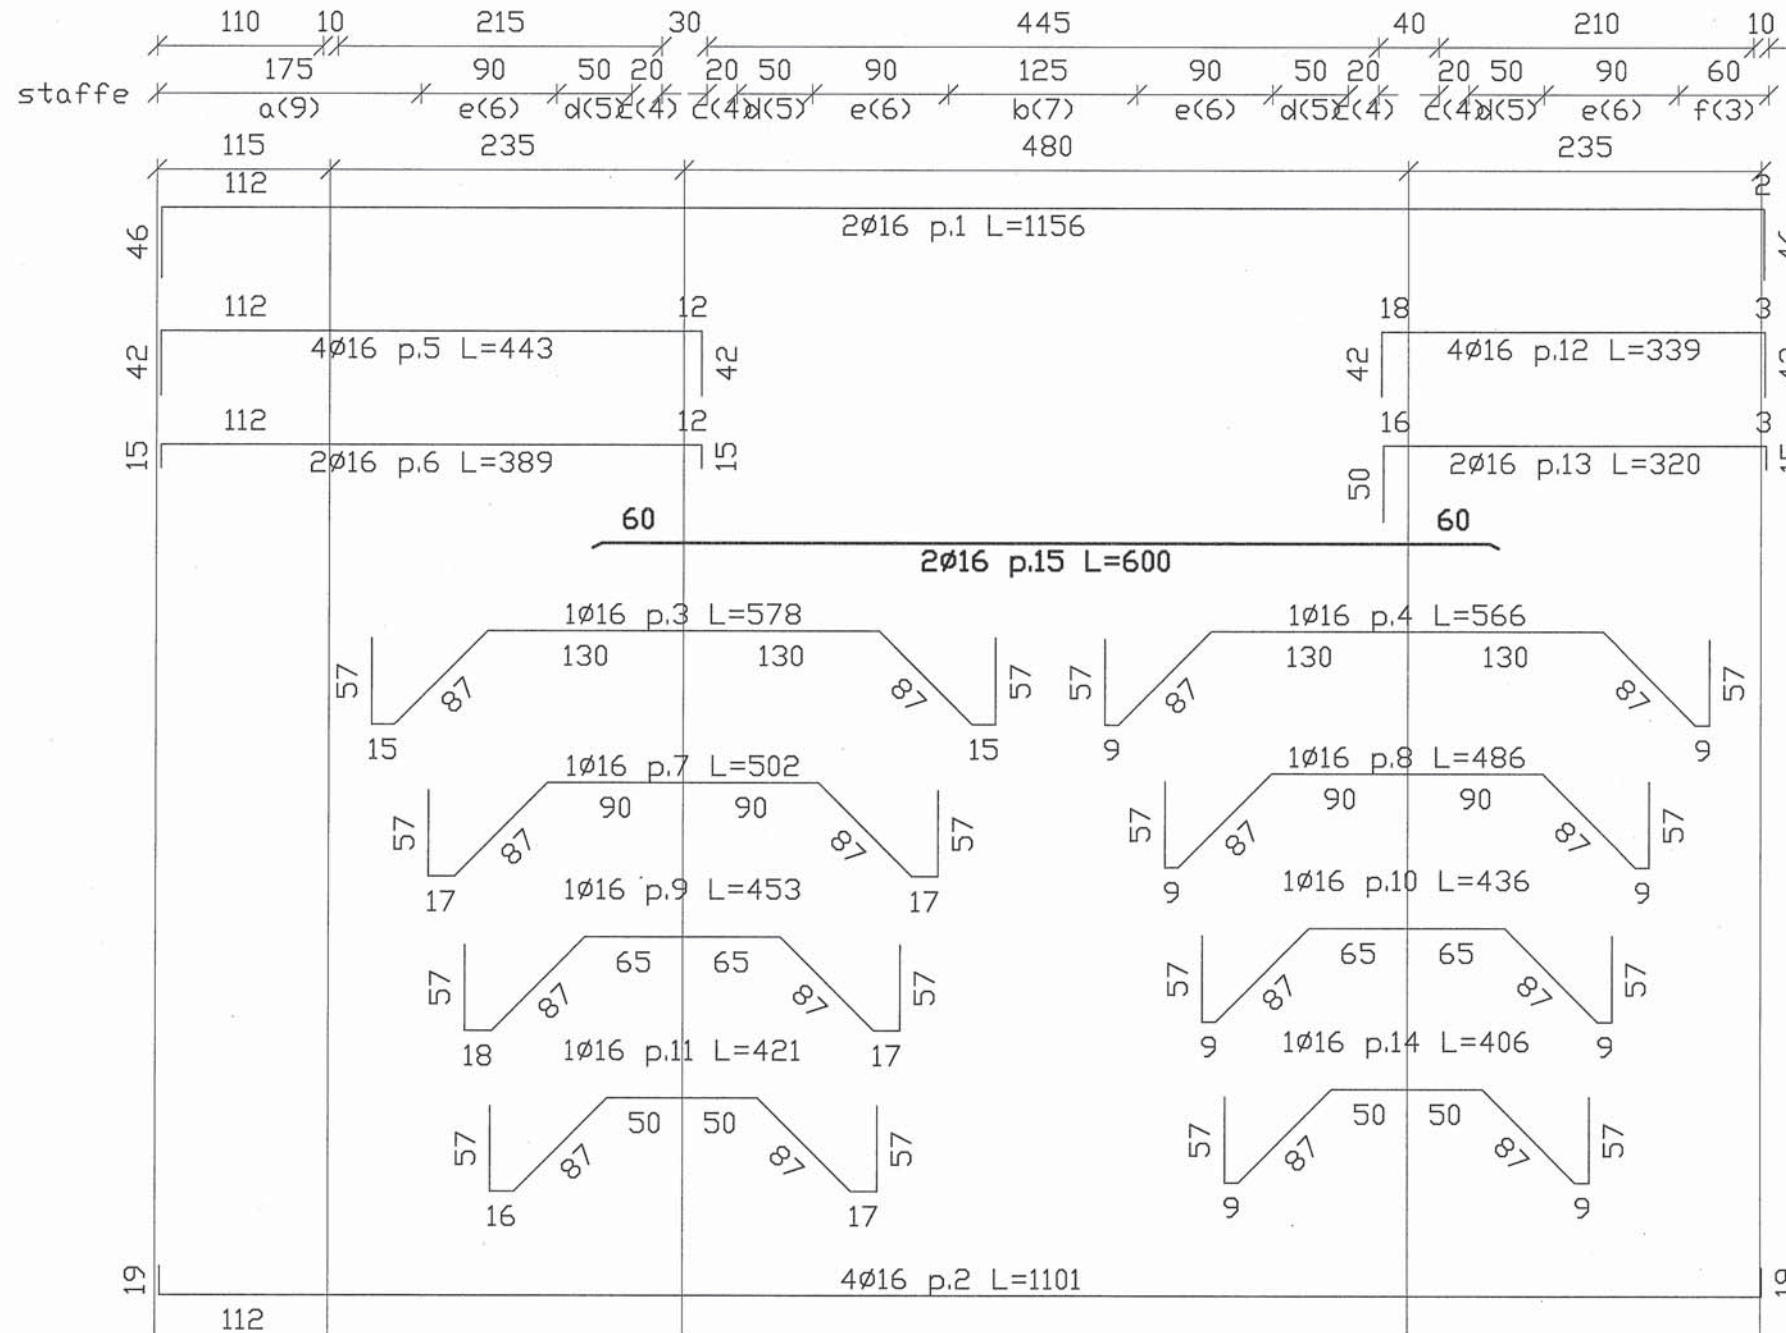 110 10 215 30 445 40 210 10
175 90 50 20 20 50 90 125 90 50 20 20 50 90 60
staffe a(9) e(6) d(5) c(4) c(4) d(5) e(6) b(7) e(6) d(5) c(4) c(4) d(5) e(6) f(3)
115 235 480 235
112 2
46 2ø16 p.1 L=1156 46
112 12 18 3
42 4ø16 p.5 L=443 42 42 4ø16 p.12 L=339 42
112 12 16 3
15 2ø16 p.6 L=389 15 50 2ø16 p.13 L=320 15
60 60
2ø16 p.15 L=600
1ø16 p.3 L=578 1ø16 p.4 L=566
57 87 130 130 87 57 57 87 130 130 87 57
15 15 9 9
1ø16 p.7 L=502 1ø16 p.8 L=486
57 87 90 90 87 57 57 87 90 90 87 57
17 17 9 9
1ø16 p.9 L=453 1ø16 p.10 L=436
57 87 65 65 87 57 57 87 65 65 87 57
18 17 9 9
1ø16 p.11 L=421 1ø16 p.14 L=406
57 87 50 50 87 57 57 87 50 50 87 57
16 17 9 9
19 4ø16 p.2 L=1101 19
112